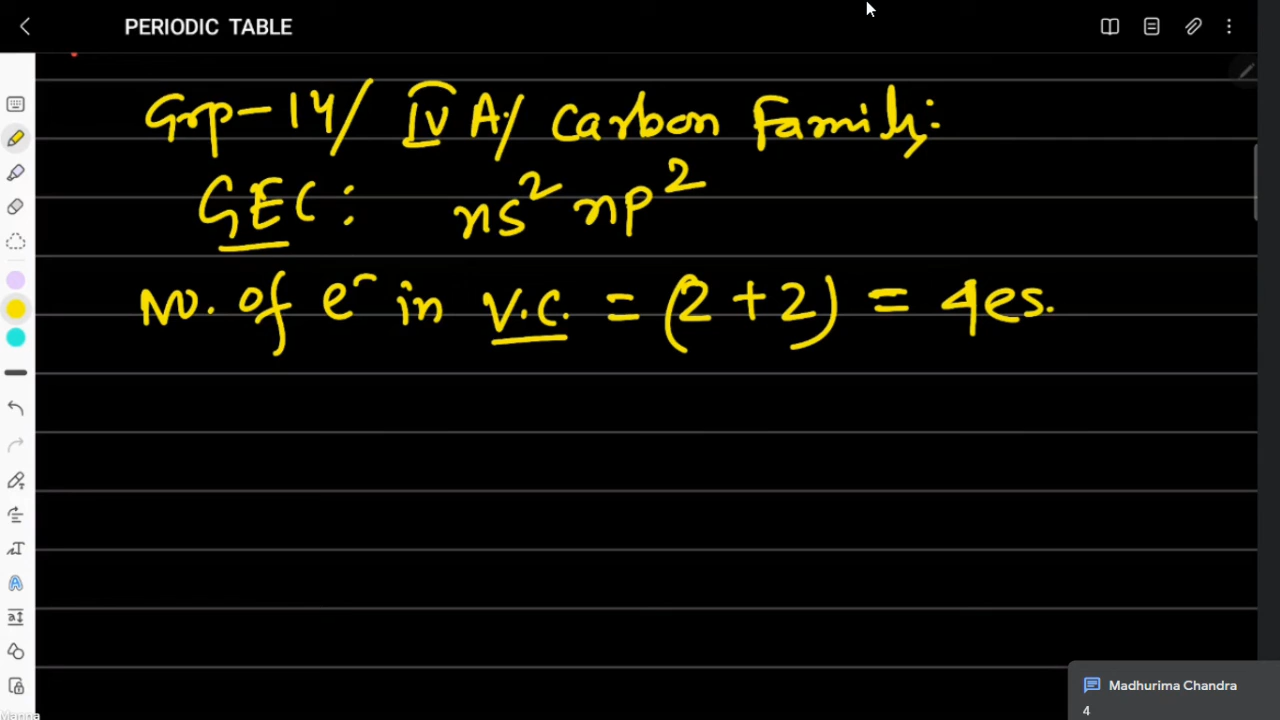 PERIODIC TABLE
Grp-14/ IV A/ Carbon Family:
GEC: ns² np²
No. of e⁻ in V.C. = (2+2) = 4es.
Madhurima Chandra
4